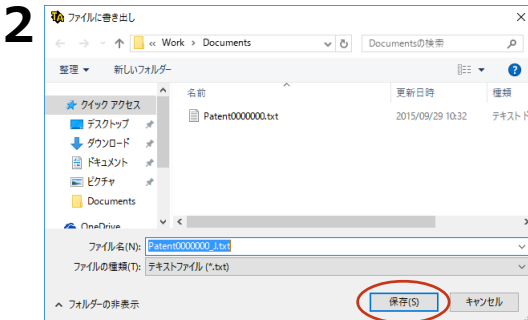 2
ファイルに書き出し
« Work › Documents
Documentsの検索
整理 新しいフォルダー
名前 更新日時 種類
クイック アクセス
Patent0000000.txt 2015/09/29 10:32 テキスト
デスクトップ
ダウンロード
ドキュメント
ピクチャ
Documents
OneDrive
ファイル名(N): Patent0000000_J.txt
ファイルの種類(T): テキストファイル (*.txt)
フォルダーの非表示
保存(S) キャンセル